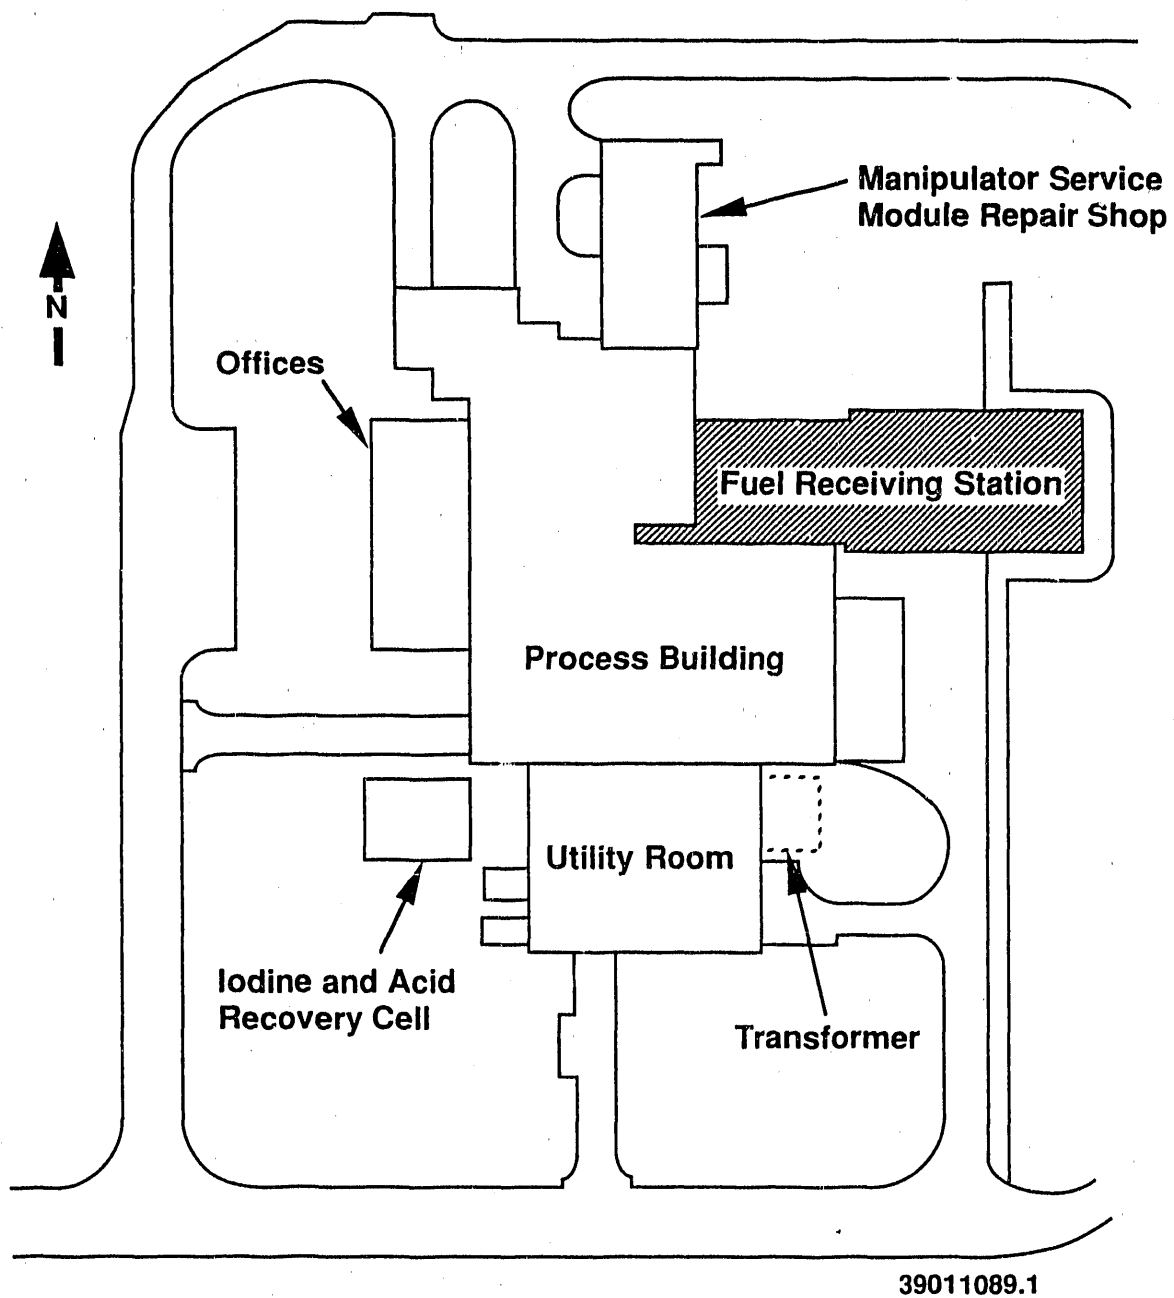 Manipulator Service
Module Repair Shop
N
Offices
Fuel Receiving Station
Process Building
Utility Room
Iodine and Acid
Recovery Cell
Transformer
39011089.1